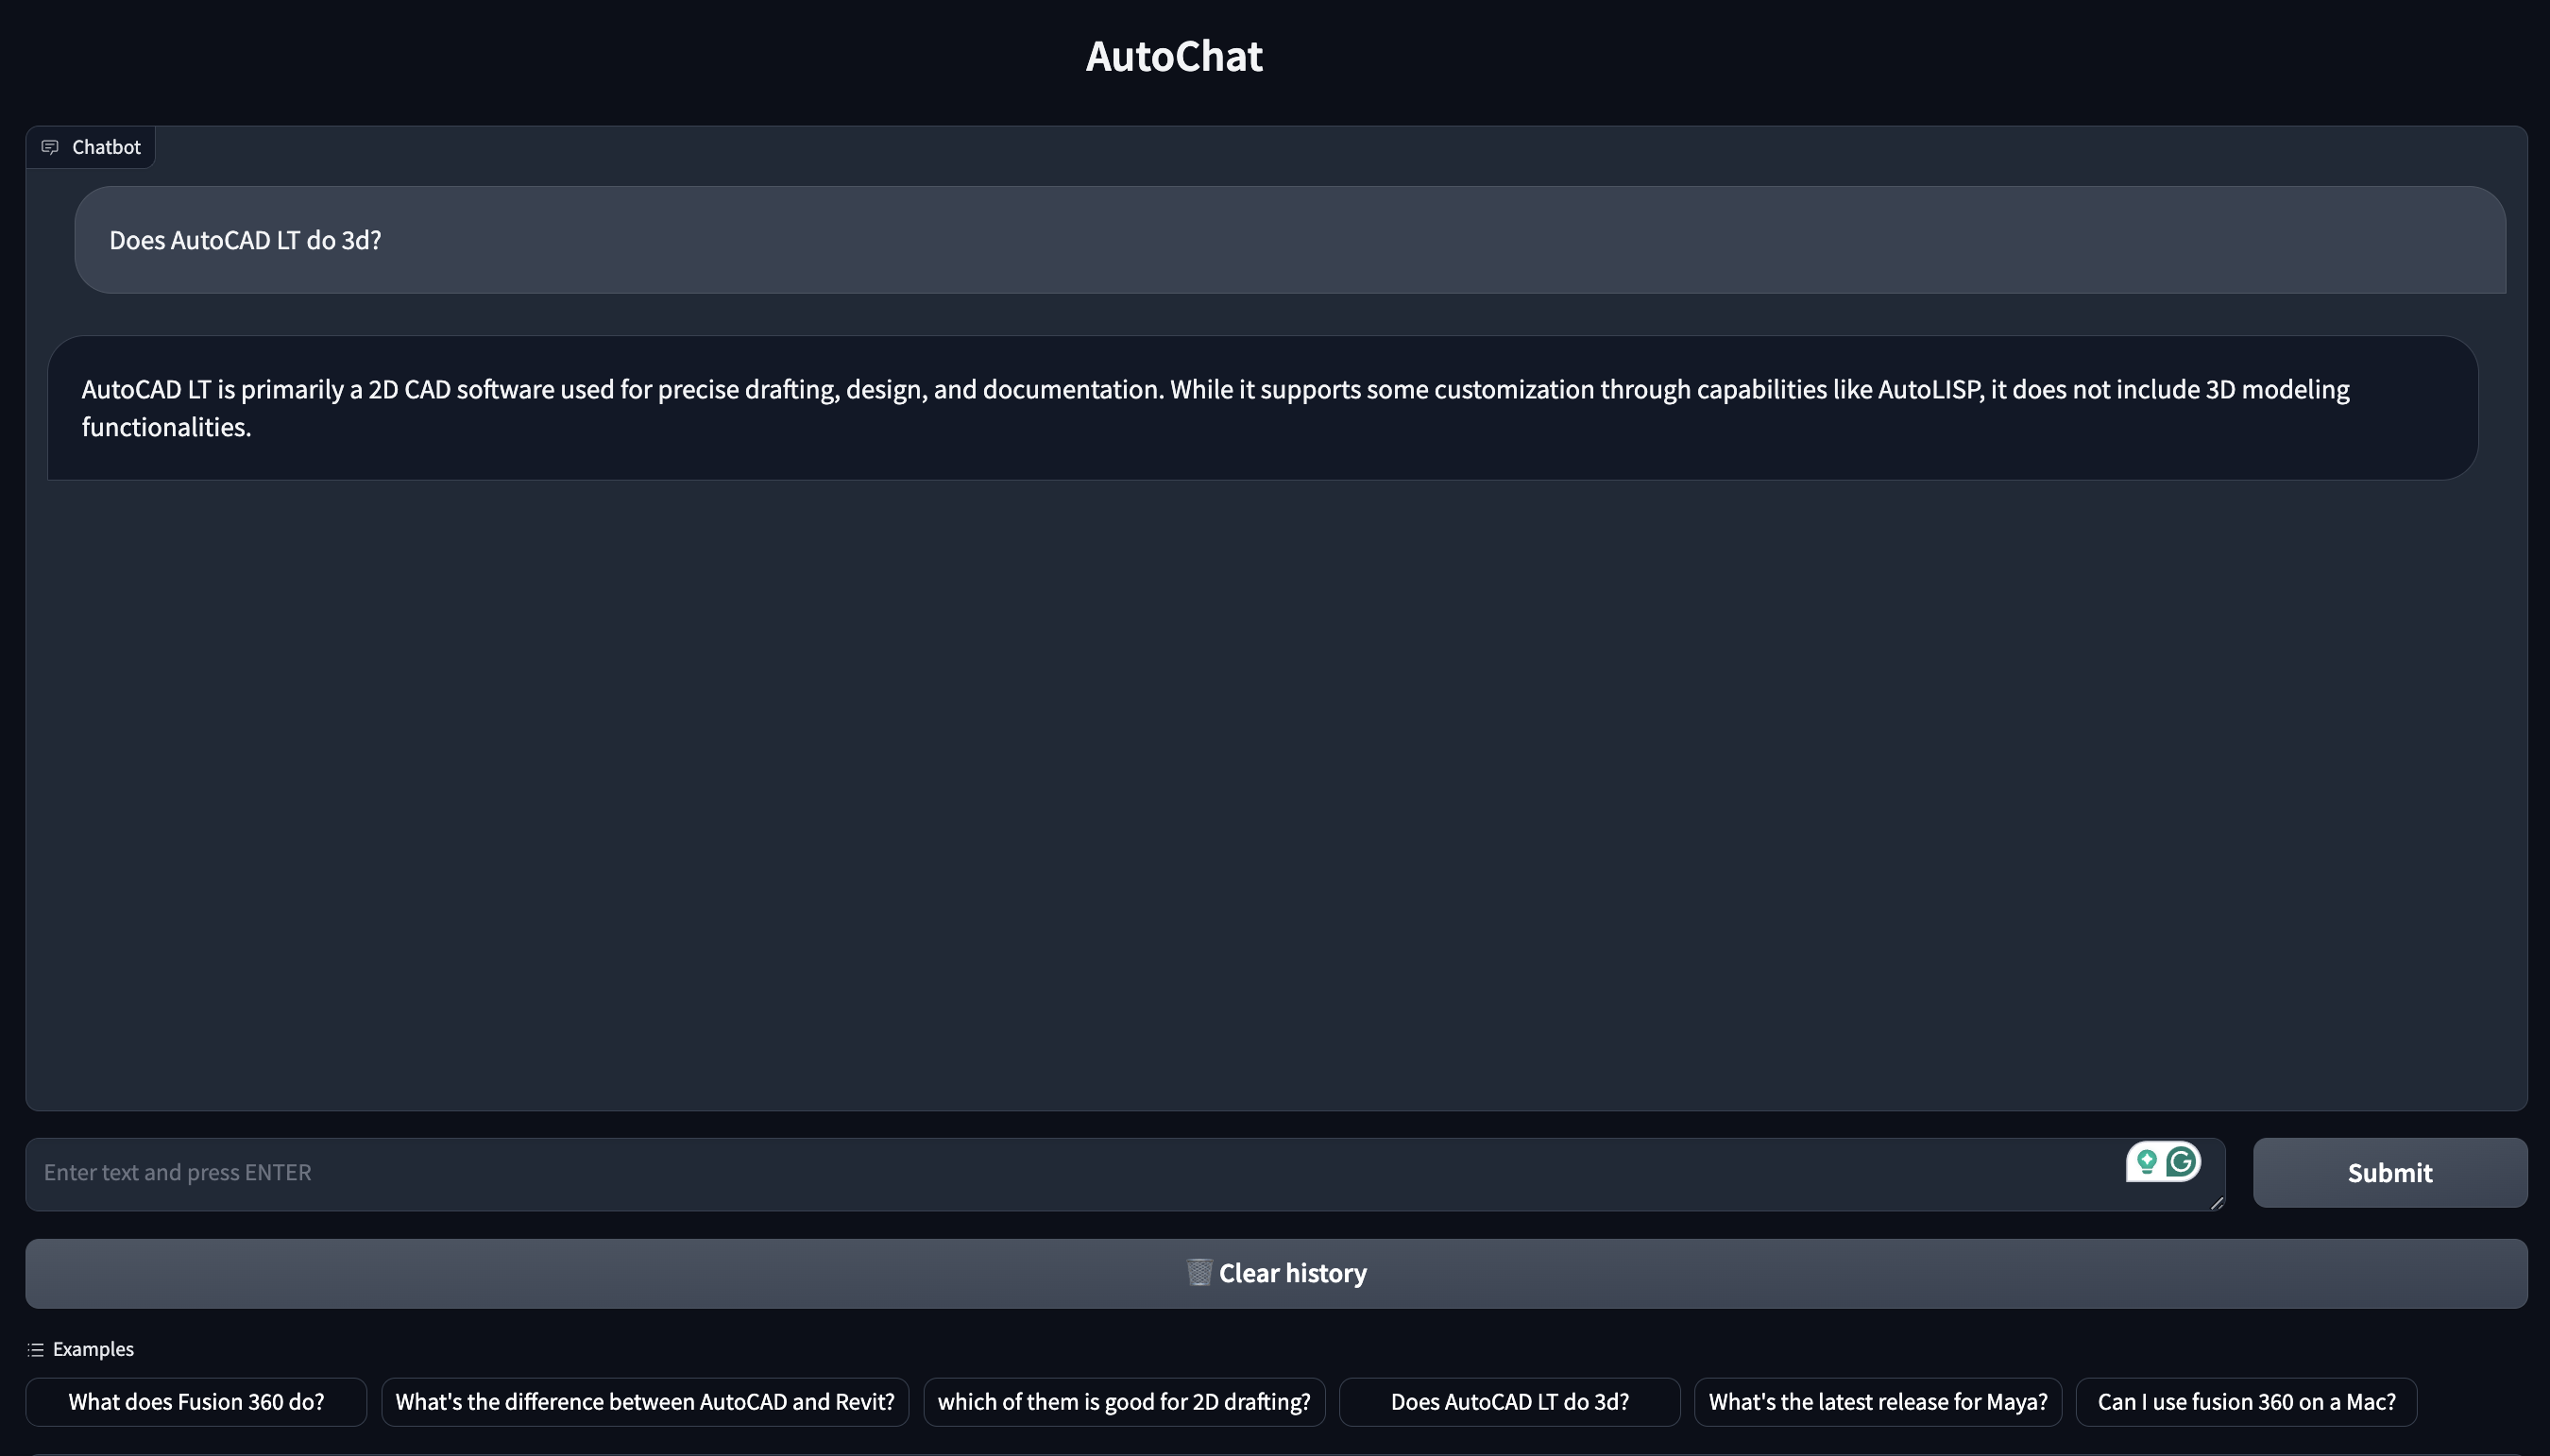 AutoChat
Chatbot
Does AutoCAD LT do 3d?
AutoCAD LT is primarily a 2D CAD software used for precise drafting, design, and documentation. While it supports some customization through capabilities like AutoLISP, it does not include 3D modeling
functionalities.
Enter text and press ENTER
Submit
Clear history
Examples
What does Fusion 360 do?
What's the difference between AutoCAD and Revit?
which of them is good for 2D drafting?
Does AutoCAD LT do 3d?
What's the latest release for Maya?
Can I use fusion 360 on a Mac?